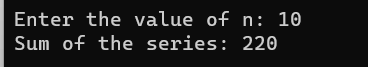 Enter the value of n: 10
Sum of the series: 220